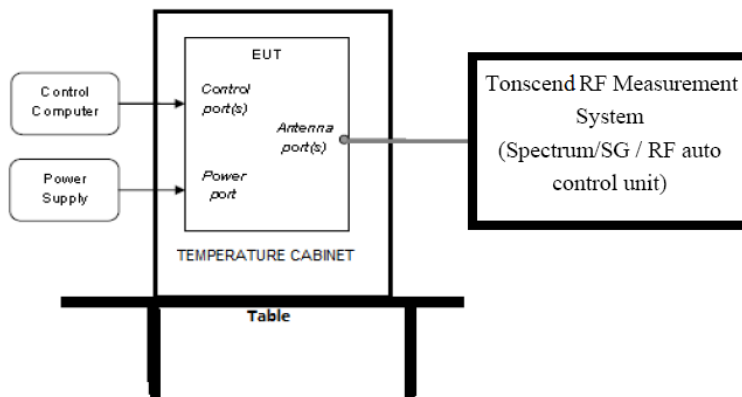 EUT
Control
Computer
Control
port(s)
Antenna
port(s)
Power
Supply
Power
port
TEMPERATURE CABINET
Table
Tonscend RF Measurement
System
(Spectrum/SG / RF auto
control unit)